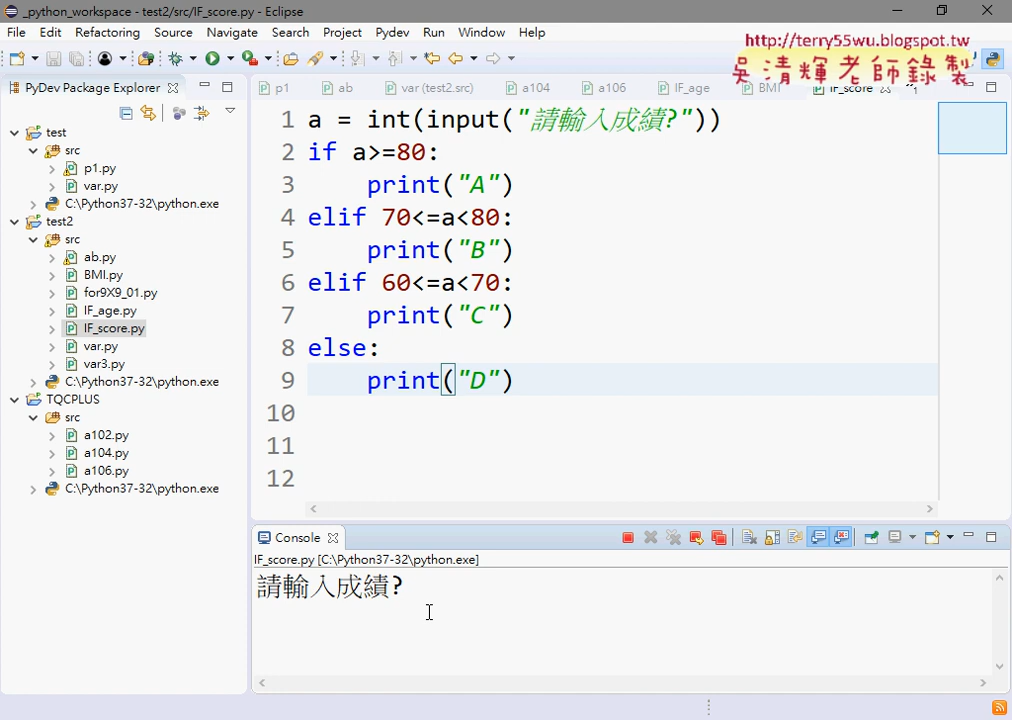 _python_workspace - test2/src/IF_score.py - Eclipse
File Edit Refactoring Source Navigate Search Project Pydev Run Window Help
http://terry55wu.blogspot.tw
吳清輝老師錄製
PyDev Package Explorer
p1 ab var (test2.src) a104 a106 IF_age BMI IF_score
test
src
p1.py
var.py
C:\Python37-32\python.exe
test2
src
ab.py
BMI.py
for9X9_01.py
IF_age.py
IF_score.py
var.py
var3.py
C:\Python37-32\python.exe
TQCPLUS
src
a102.py
a104.py
a106.py
C:\Python37-32\python.exe
1 a = int(input("請輸入成績?"))
2 if a>=80:
3 print("A")
4 elif 70<=a<80:
5 print("B")
6 elif 60<=a<70:
7 print("C")
8 else:
9 print("D")
10
11
12
Console
IF_score.py [C:\Python37-32\python.exe]
請輸入成績?